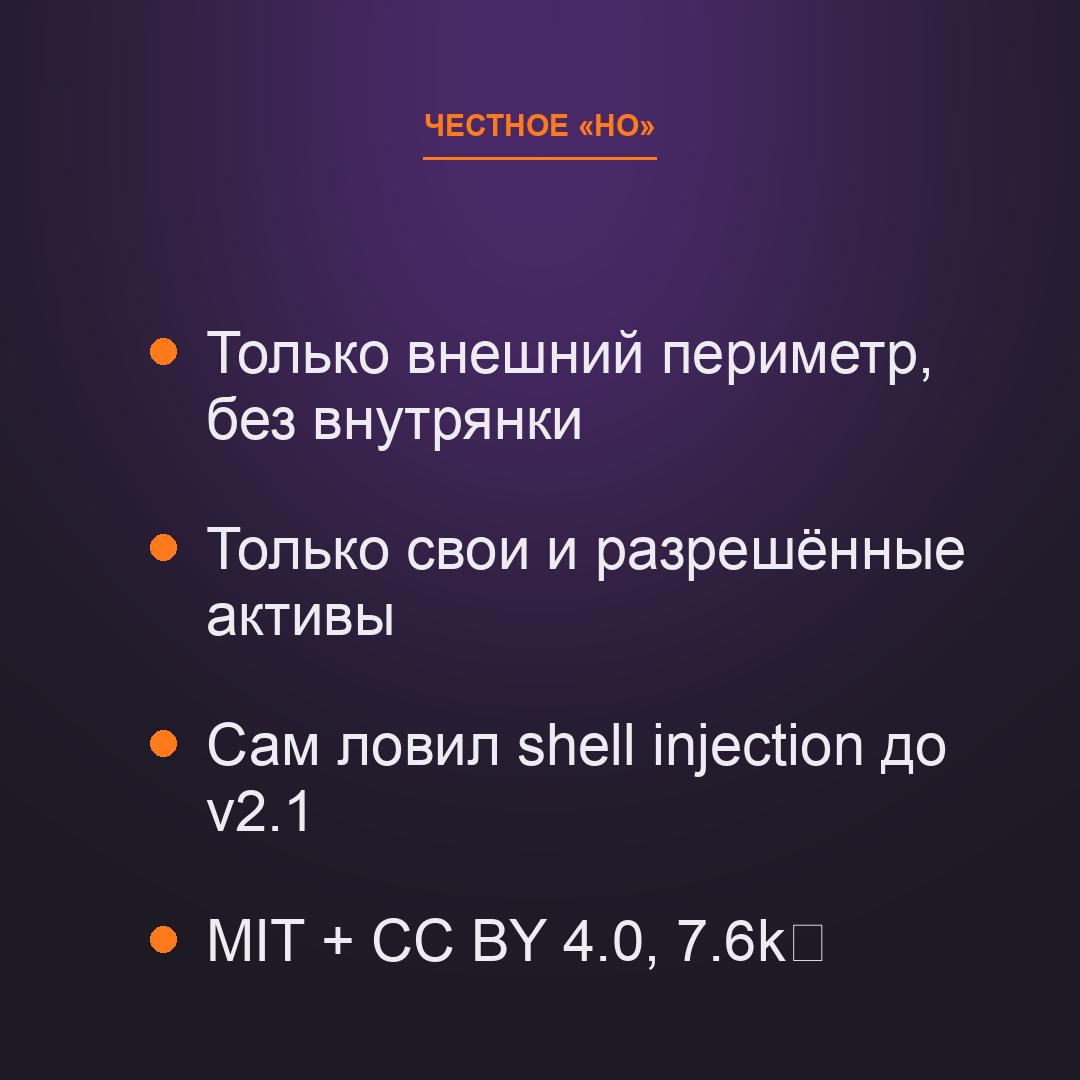 ЧЕСТНОЕ «НО»
Только внешний периметр,
без внутрянки
Только свои и разрешённые
активы
Сам ловил shell injection до
v2.1
MIT + CC BY 4.0, 7.6k□